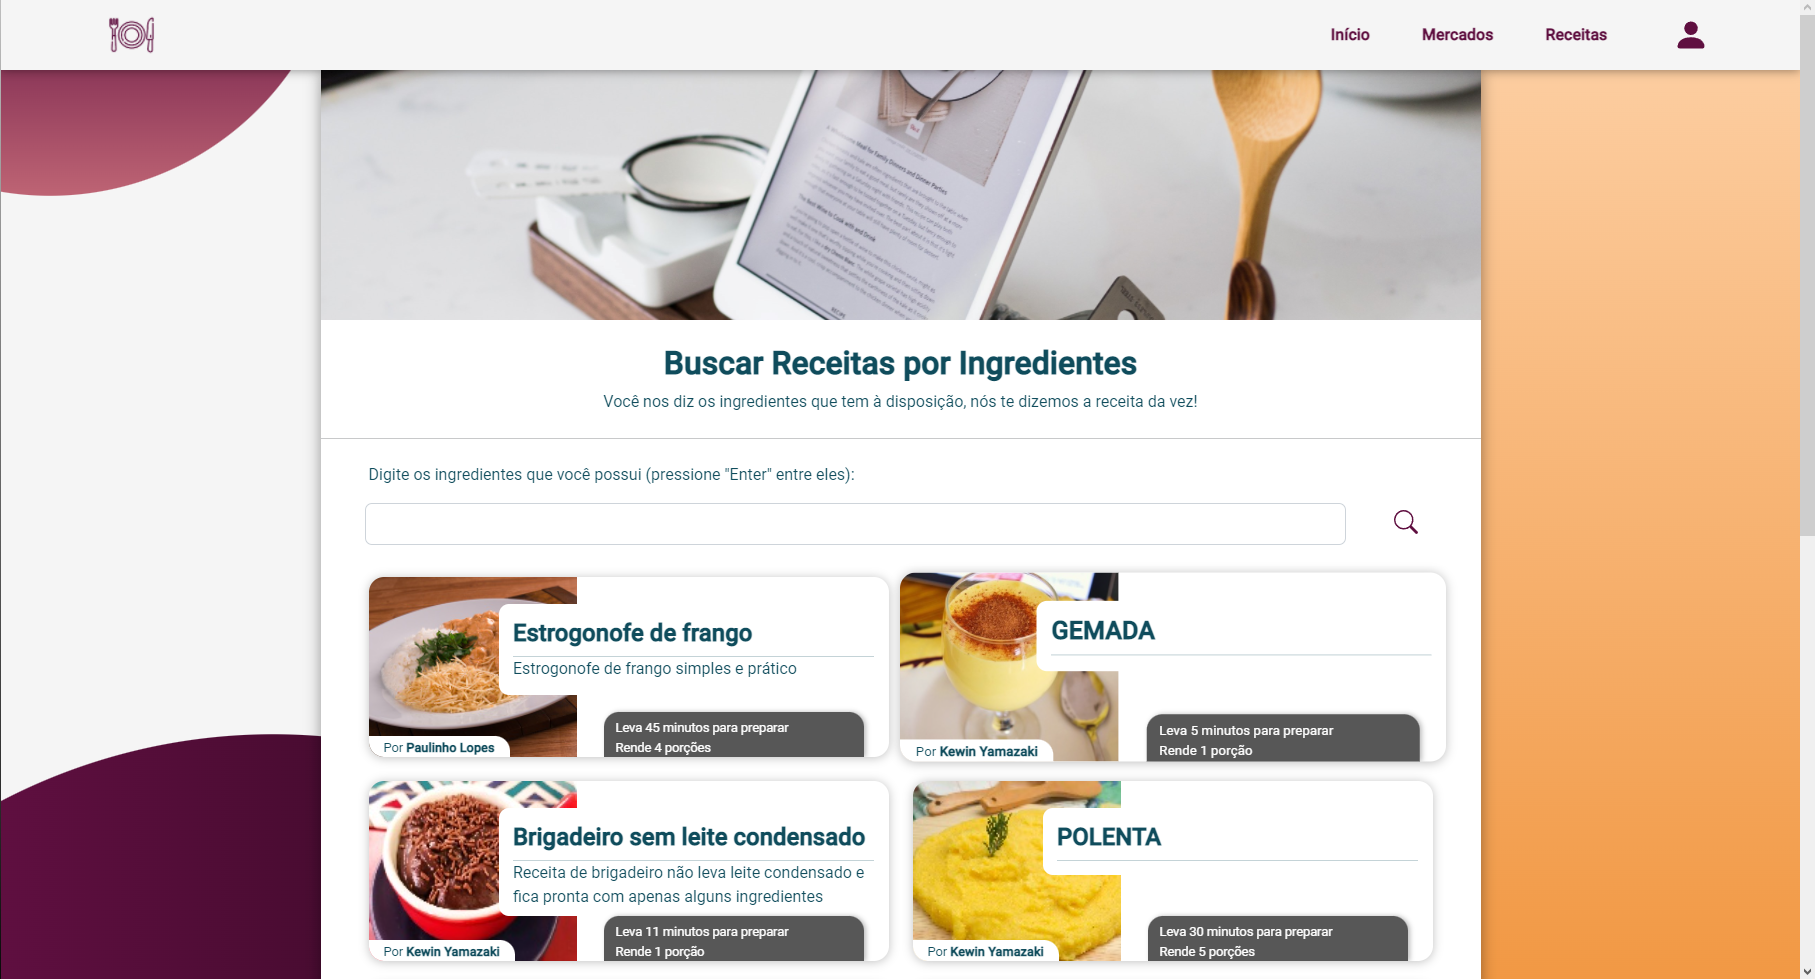 Início
Mercados
Receitas
Buscar Receitas por Ingredientes
Você nos diz os ingredientes que tem à disposição, nós te dizemos a receita da vez!
Digite os ingredientes que você possui (pressione "Enter" entre eles):
Estrogonofe de frango
Estrogonofe de frango simples e prático
Leva 45 minutos para preparar
Rende 4 porções
Por Paulinho Lopes
GEMADA
Leva 5 minutos para preparar
Rende 1 porção
Por Kewin Yamazaki
Brigadeiro sem leite condensado
Receita de brigadeiro não leva leite condensado e
fica pronta com apenas alguns ingredientes
Leva 11 minutos para preparar
Rende 1 porção
Por Kewin Yamazaki
POLENTA
Leva 30 minutos para preparar
Rende 5 porções
Por Kewin Yamazaki